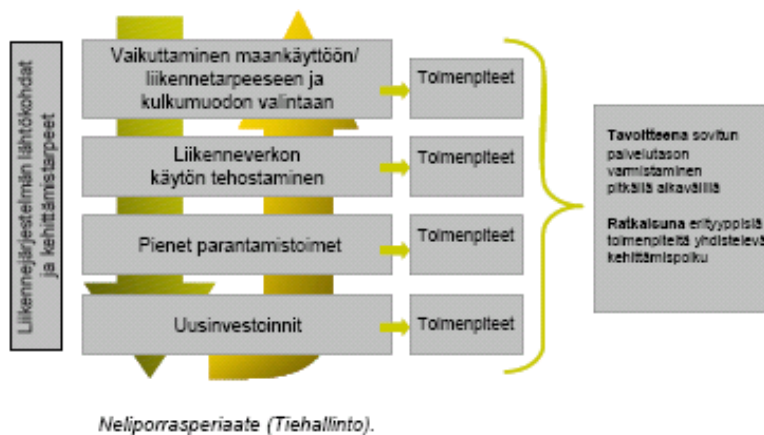 Liikennejärjestelmän lähtökohdat
ja kehittämistarpeet
Vaikuttaminen maankäyttöön/
liikennetarpeeseen ja
kulkumuodon valintaan
Toimenpiteet
Liikenneverkon
käytön tehostaminen
Toimenpiteet
Pienet parantamistoimet
Toimenpiteet
Uusinvestoinnit
Toimenpiteet
Tavoitteena sovitun
palvelutason
varmistaminen
pitkällä aikavälillä
Ratkaisuna erityyppisiä
toimenpiteitä yhdistelevä
kehittämispolku
Neliporrasperiaate (Tiehallinto).